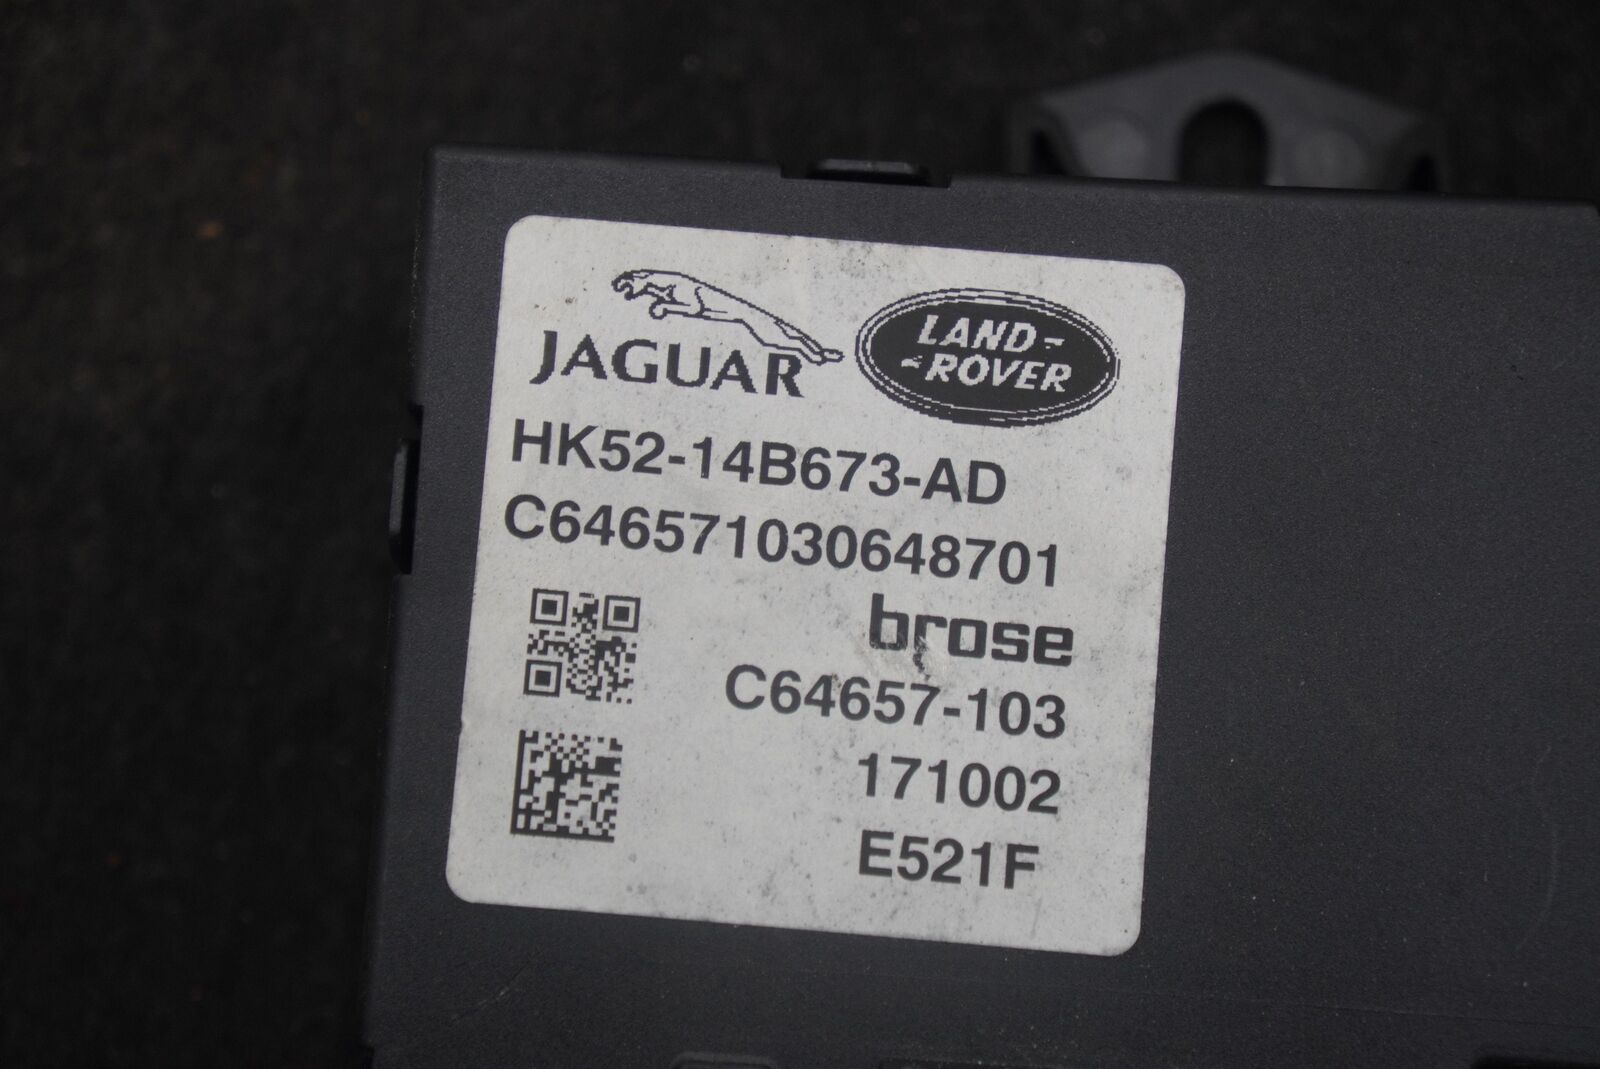 JAGUAR
LAND-
-ROVER
HK52-14B673-AD
C646571030648701
brose
C64657-103
171002
E521F